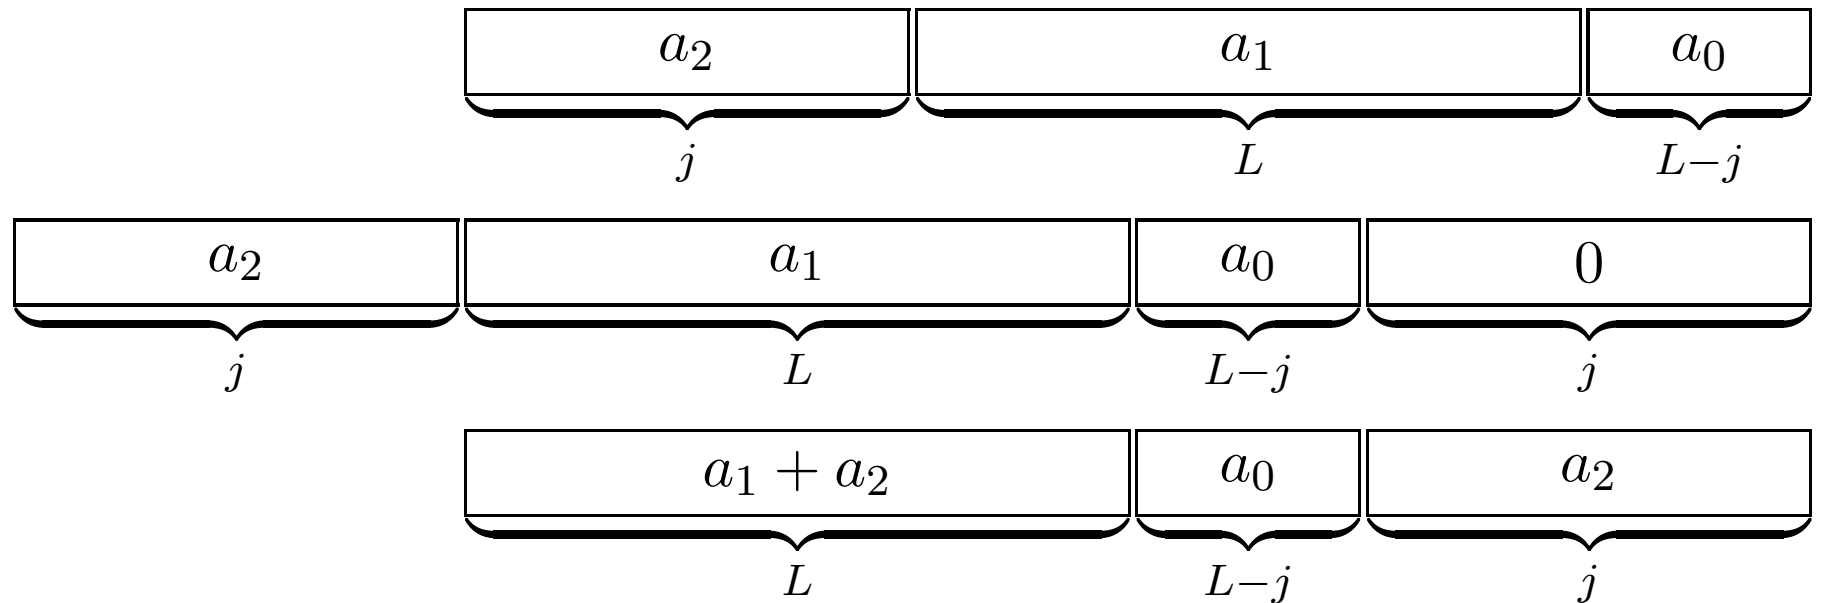 a₂ a₁ a₀
j L L−j
a₂ a₁ a₀ 0
j L L−j j
a₁ + a₂ a₀ a₂
L L−j j